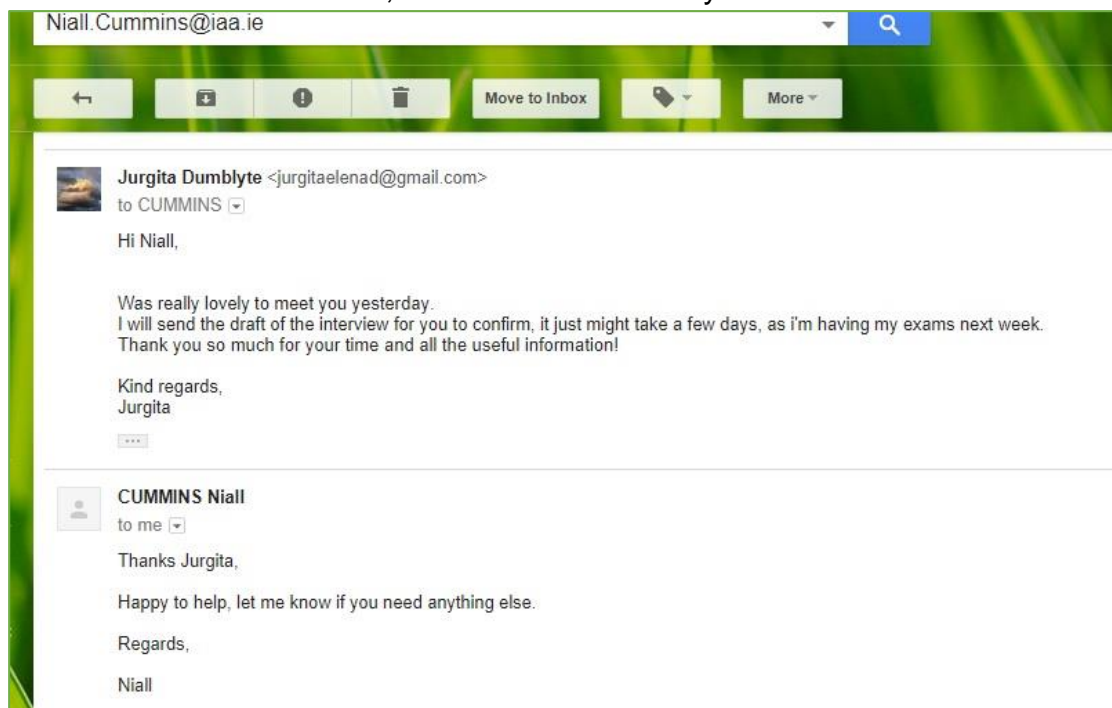 Niall.Cummins@iaa.ie
Move to Inbox
More
Jurgita Dumblyte <jurgitaelenad@gmail.com>
to CUMMINS
Hi Niall,
Was really lovely to meet you yesterday.
I will send the draft of the interview for you to confirm, it just might take a few days, as i'm having my exams next week.
Thank you so much for your time and all the useful information!
Kind regards,
Jurgita
...
CUMMINS Niall
to me
Thanks Jurgita,
Happy to help, let me know if you need anything else.
Regards,
Niall